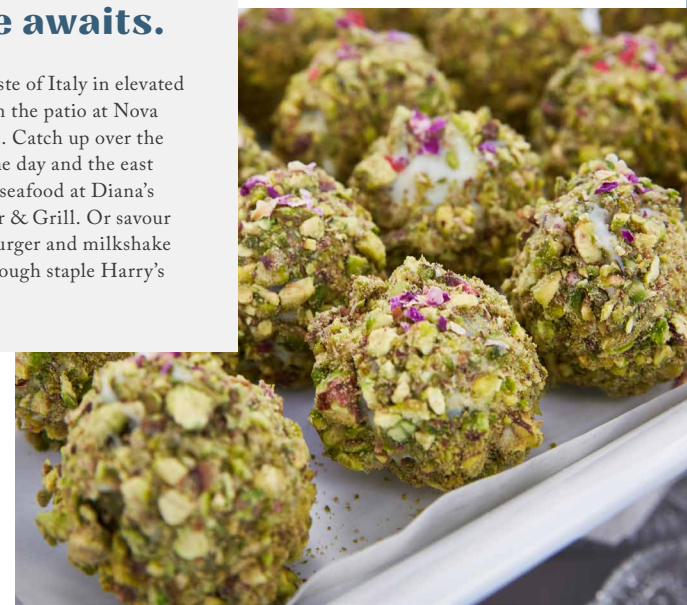 e awaits.
ste of Italy in elevated
n the patio at Nova
. Catch up over the
e day and the east
seafood at Diana's
r & Grill. Or savour
urger and milkshake
ough staple Harry's